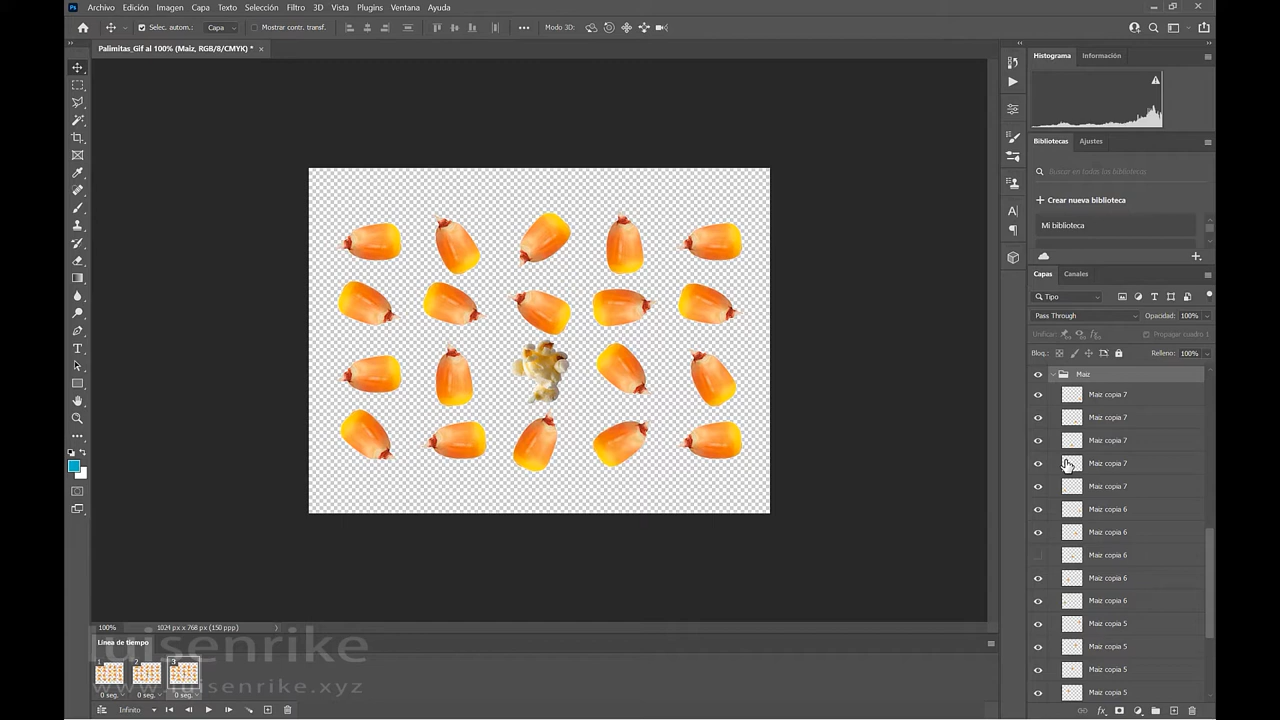 Ps Archivo Edición Imagen Capa Texto Selección Filtro 3D Vista Plugins Ventana Ayuda
Selec. autom.: Capa Mostrar contr. transf. ••• Modo 3D:
Palimitas_Gif al 100% (Maiz, RGB/8/CMYK) * ×
Histograma Información
Bibliotecas Ajustes
Buscar en todas las bibliotecas
+ Crear nueva biblioteca
Mi biblioteca
Capas Canales
Tipo
Pass Through Opacidad: 100%
Unificar: Propagar cuadro 1
Bloq.: Relleno: 100%
Maiz
Maiz copia 7
Maiz copia 7
Maiz copia 7
Maiz copia 7
Maiz copia 7
Maiz copia 6
Maiz copia 6
Maiz copia 6
Maiz copia 6
Maiz copia 6
Maiz copia 5
Maiz copia 5
Maiz copia 5
Maiz copia 5
100% 1024 px x 768 px (150 ppp)
Línea de tiempo
luisenrike
1 2 3
www.luisenrike.xyz
0 seg. 0 seg. 0 seg.
Infinito